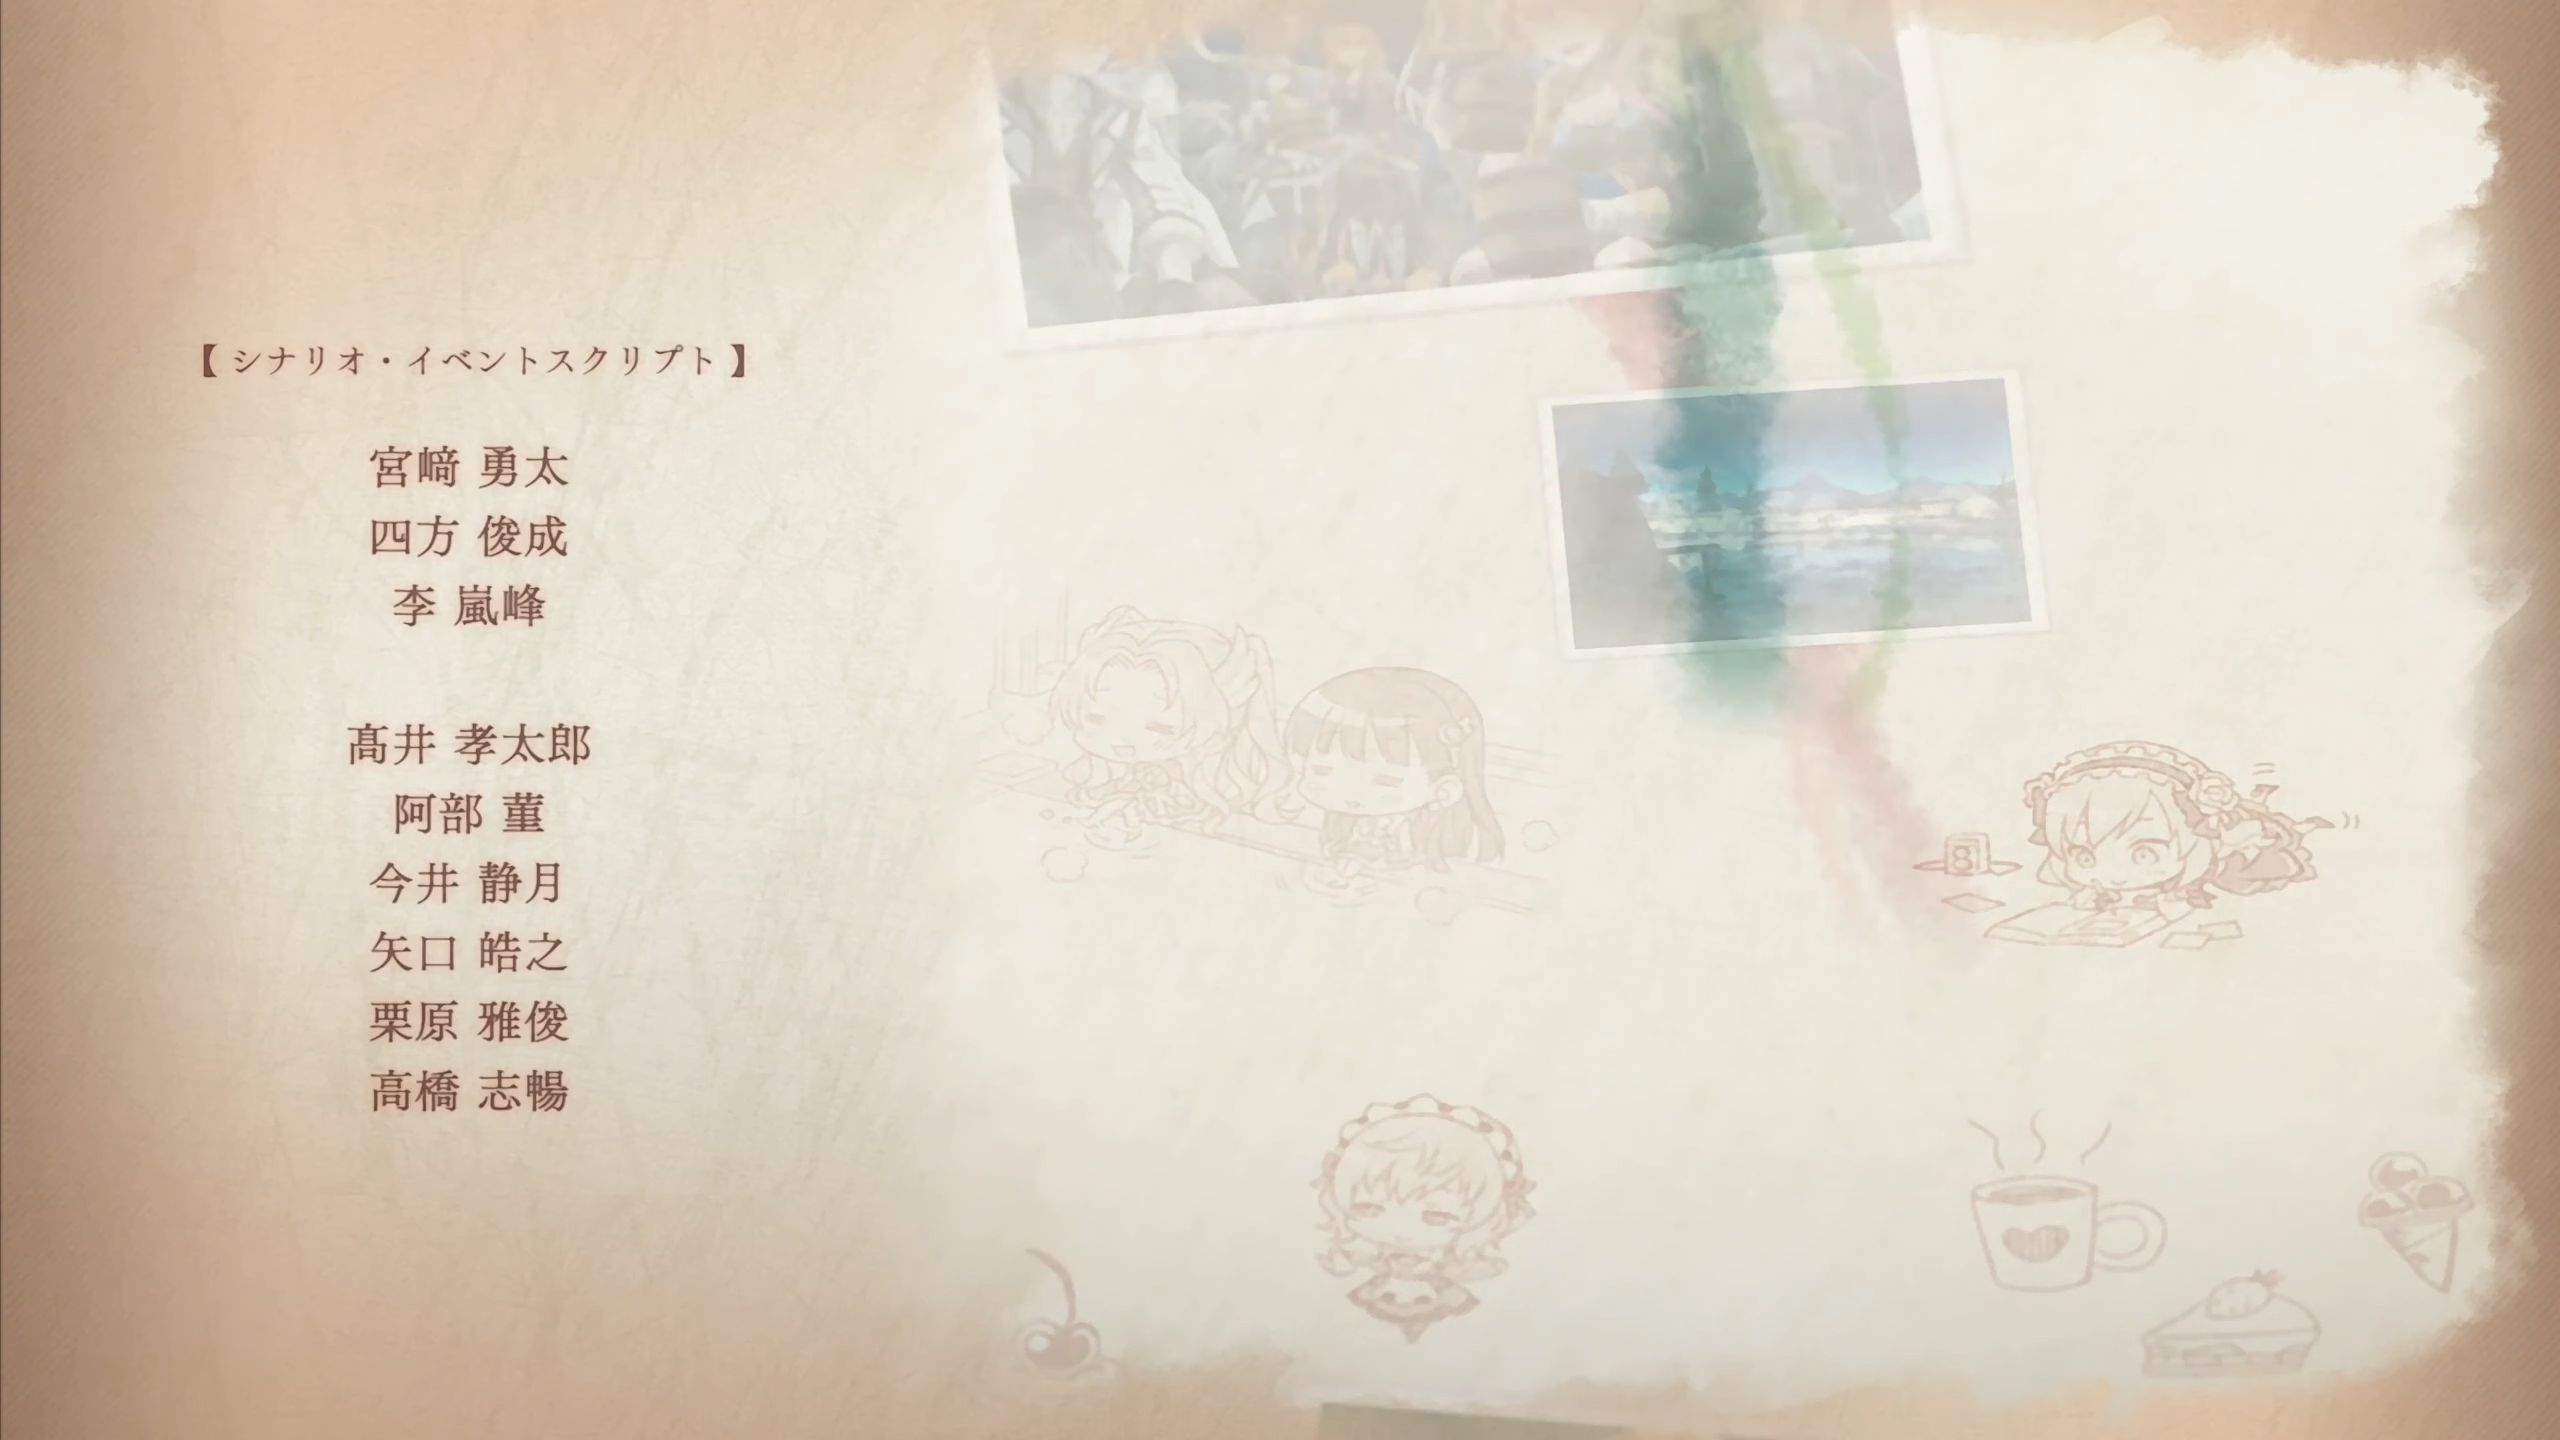 【 シナリオ・イベントスクリプト 】
宮﨑 勇太
四方 俊成
李 嵐峰
髙井 孝太郎
阿部 菫
今井 静月
矢口 皓之
栗原 雅俊
高橋 志暢
8